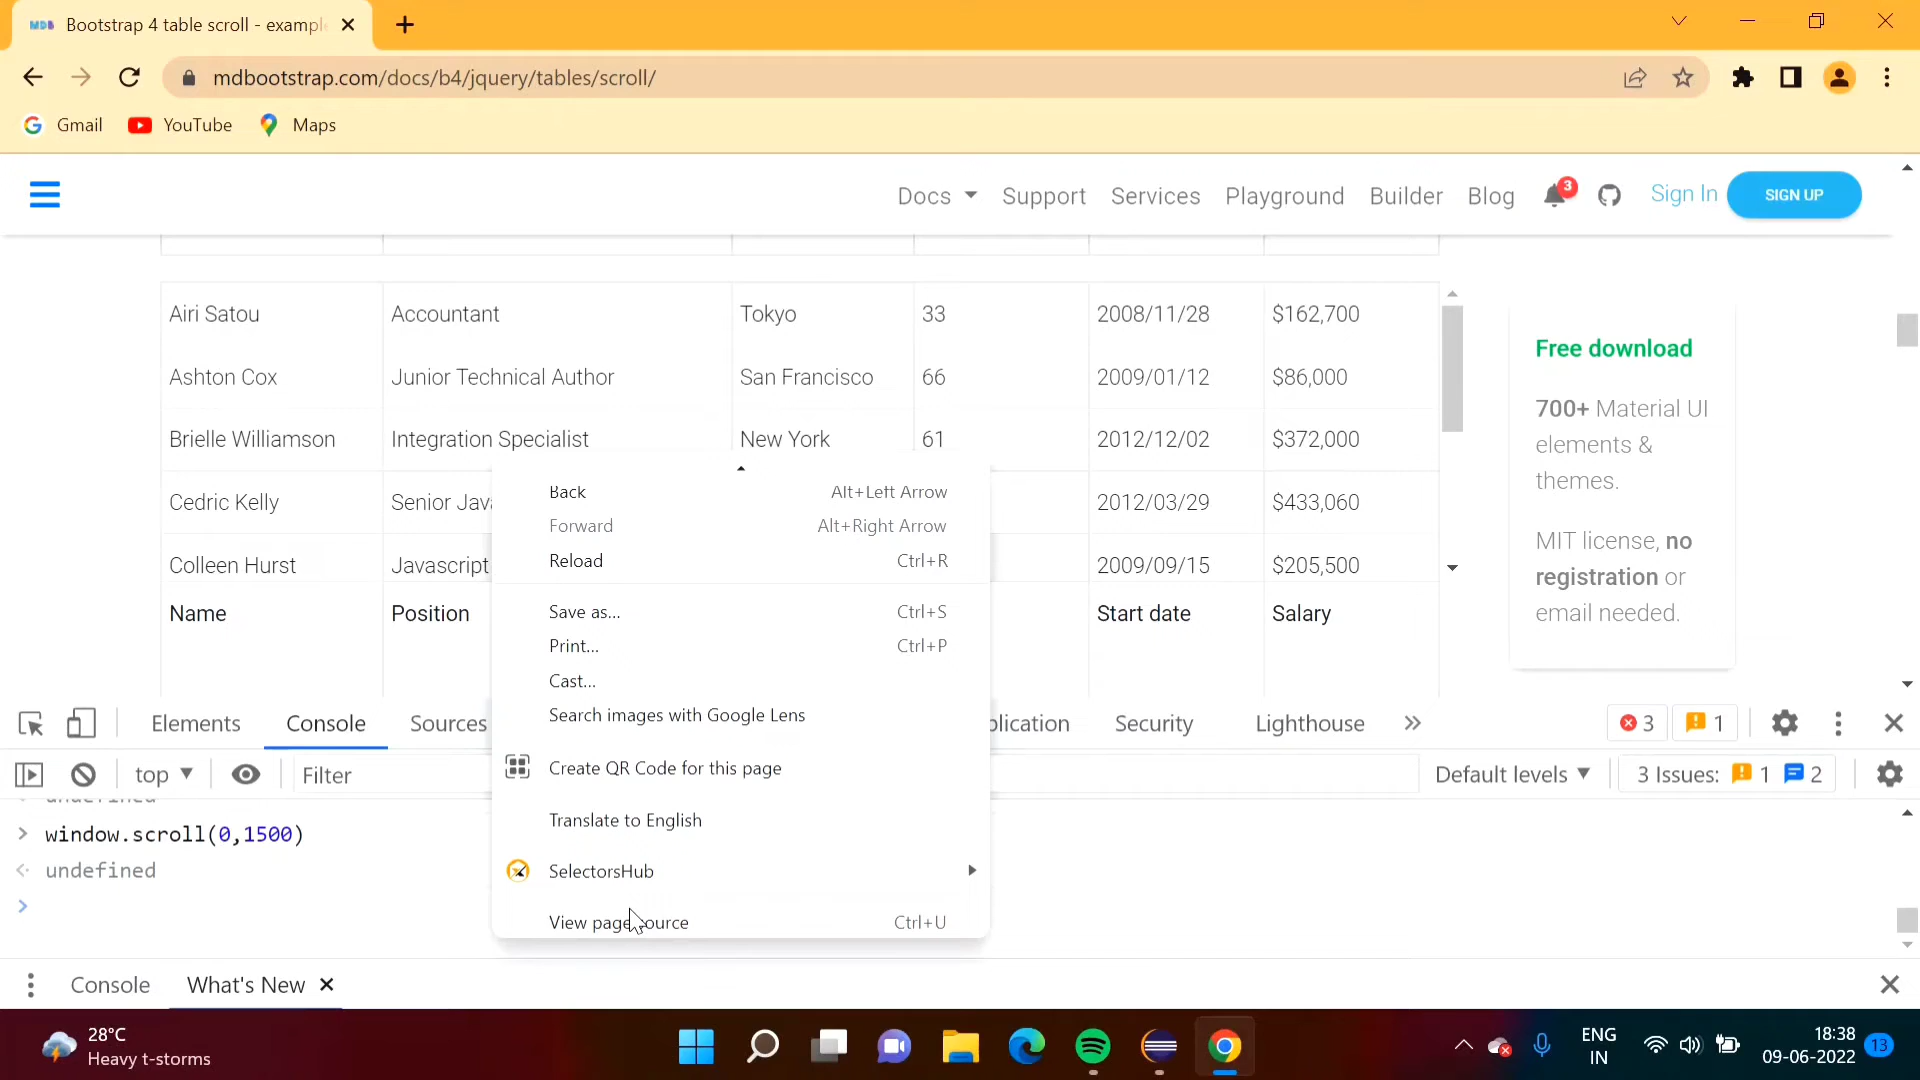 Bootstrap 4 table scroll - exampl
mdbootstrap.com/docs/b4/jquery/tables/scroll/
Gmail YouTube Maps
Docs Support Services Playground Builder Blog 3 Sign In SIGN UP
Airi Satou Accountant Tokyo 33 2008/11/28 $162,700
Ashton Cox Junior Technical Author San Francisco 66 2009/01/12 $86,000
Brielle Williamson Integration Specialist New York 61 2012/12/02 $372,000
Cedric Kelly Senior Jav 2012/03/29 $433,060
Colleen Hurst Javascript 2009/09/15 $205,500
Name Position Start date Salary
Free download
700+ Material UI
elements &
themes.
MIT license, no
registration or
email needed.
Back Alt+Left Arrow
Forward Alt+Right Arrow
Reload Ctrl+R
Save as... Ctrl+S
Print... Ctrl+P
Cast...
Search images with Google Lens
Create QR Code for this page
Translate to English
SelectorsHub
View page source Ctrl+U
Elements Console Sources plication Security Lighthouse 3 1
top Filter Default levels 3 Issues: 1 2
undefined
window.scroll(0,1500)
undefined
Console What's New
28°C
Heavy t-storms
ENG
IN
18:38
09-06-2022
13